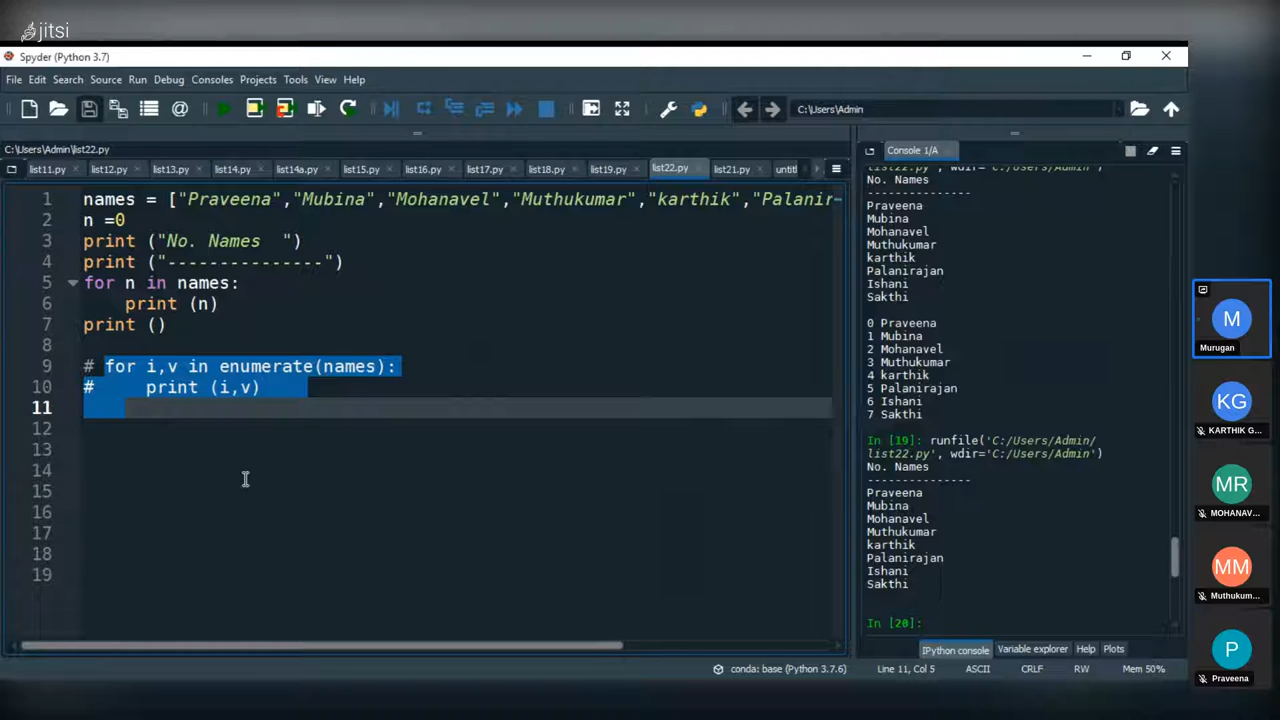 jitsi
Spyder (Python 3.7)
File Edit Search Source Run Debug Consoles Projects Tools View Help
C:\Users\Admin
C:\Users\Admin\list22.py
list11.py list12.py list13.py list14.py list14a.py list15.py list16.py list17.py list18.py list19.py list22.py list21.py untitl
1 names = ["Praveena","Mubina","Mohanavel","Muthukumar","karthik","Palanir
2 n =0
3 print ("No. Names  ")
4 print ("---------------")
5 for n in names:
6     print (n)
7 print ()
8
9 # for i,v in enumerate(names):
10 #     print (i,v)
11
12
13
14
15
16
17
18
19
Console 1/A
list22.py', wdir='C:/Users/Admin')
No. Names
---------------
Praveena
Mubina
Mohanavel
Muthukumar
karthik
Palanirajan
Ishani
Sakthi
0 Praveena
1 Mubina
2 Mohanavel
3 Muthukumar
4 karthik
5 Palanirajan
6 Ishani
7 Sakthi
In [19]: runfile('C:/Users/Admin/
list22.py', wdir='C:/Users/Admin')
No. Names
---------------
Praveena
Mubina
Mohanavel
Muthukumar
karthik
Palanirajan
Ishani
Sakthi
In [20]:
IPython console Variable explorer Help Plots
conda: base (Python 3.7.6) Line 11, Col 5 ASCII CRLF RW Mem 50%
M
Murugan
KG
KARTHIK G...
MR
MOHANAV...
MM
Muthukum...
P
Praveena